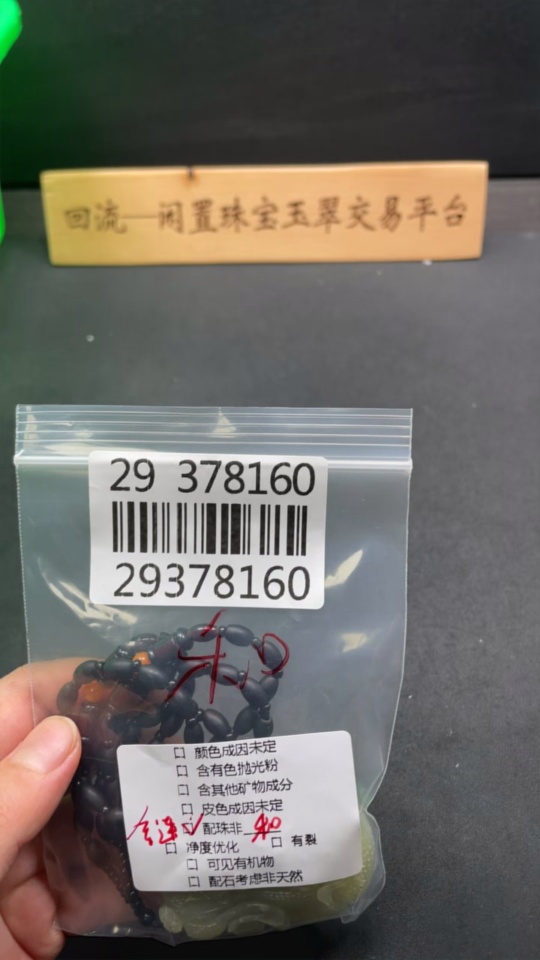 回流—闲置珠宝玉翠交易平台
29 378160
29378160
和
☐ 颜色成因未定
☐ 含有色抛光粉
☐ 含其他矿物成分
☐ 皮色成因未定
☑ 配珠非 和
☐ 净度优化 ☐ 有裂
☐ 可见有机物
☐ 配石考虑非天然